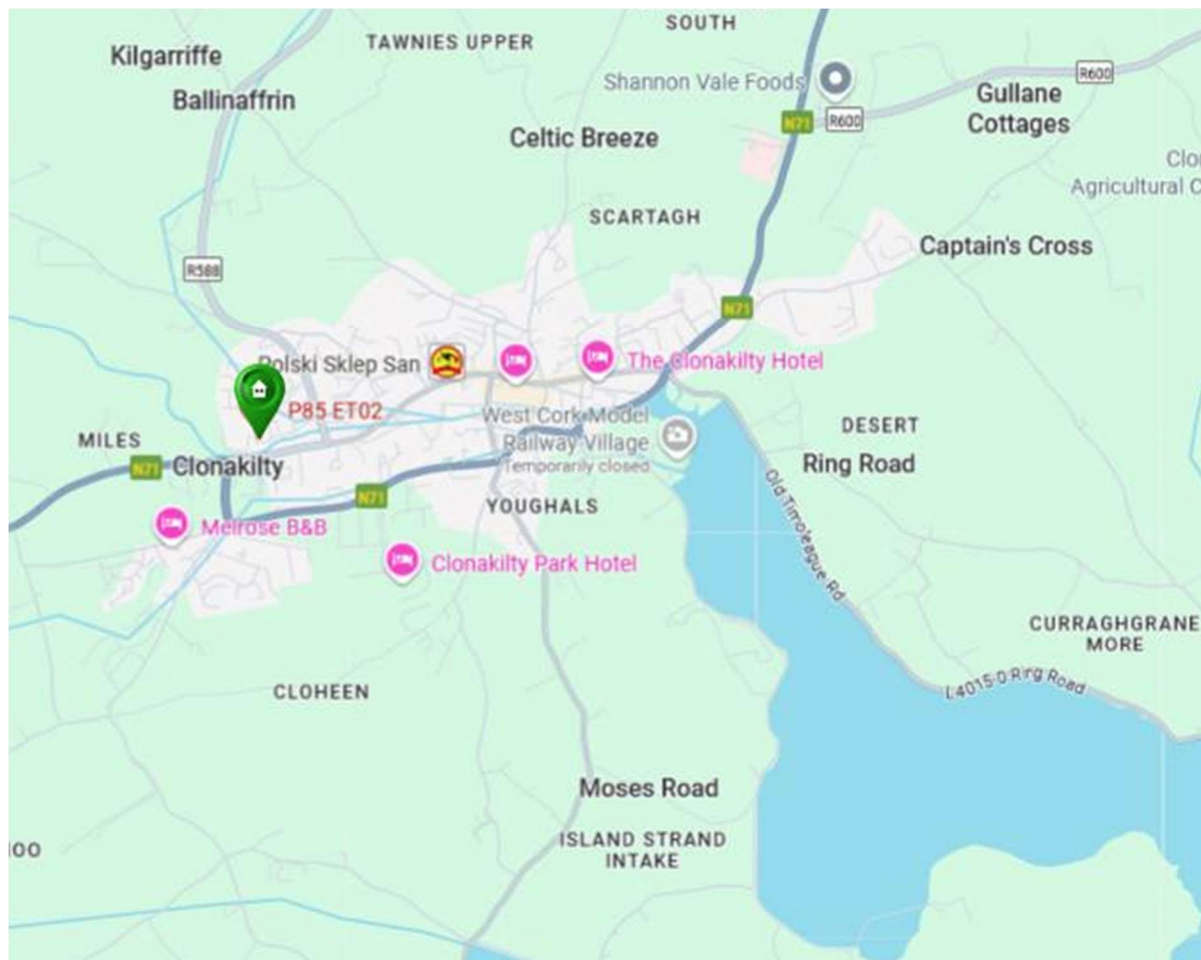 SOUTH
Kilgarriffe
TAWNIES UPPER
Shannon Vale Foods
R600
Ballinaffrin
Gullane
Cottages
N71
R600
Celtic Breeze
Clo
Agricultural C
SCARTAGH
Captain's Cross
R588
N71
Polski Sklep San
The Clonakilty Hotel
P85 ET02
West Cork Model
Railway Village
Temporarily closed
DESERT
MILES
N71
Clonakilty
Ring Road
N71
YOUGHALS
Old Timoleague Rd
Melrose B&B
Clonakilty Park Hotel
CURRAGHGRANE
MORE
CLOHEEN
L4015-0 Ring Road
Moses Road
ISLAND STRAND
INTAKE
OO